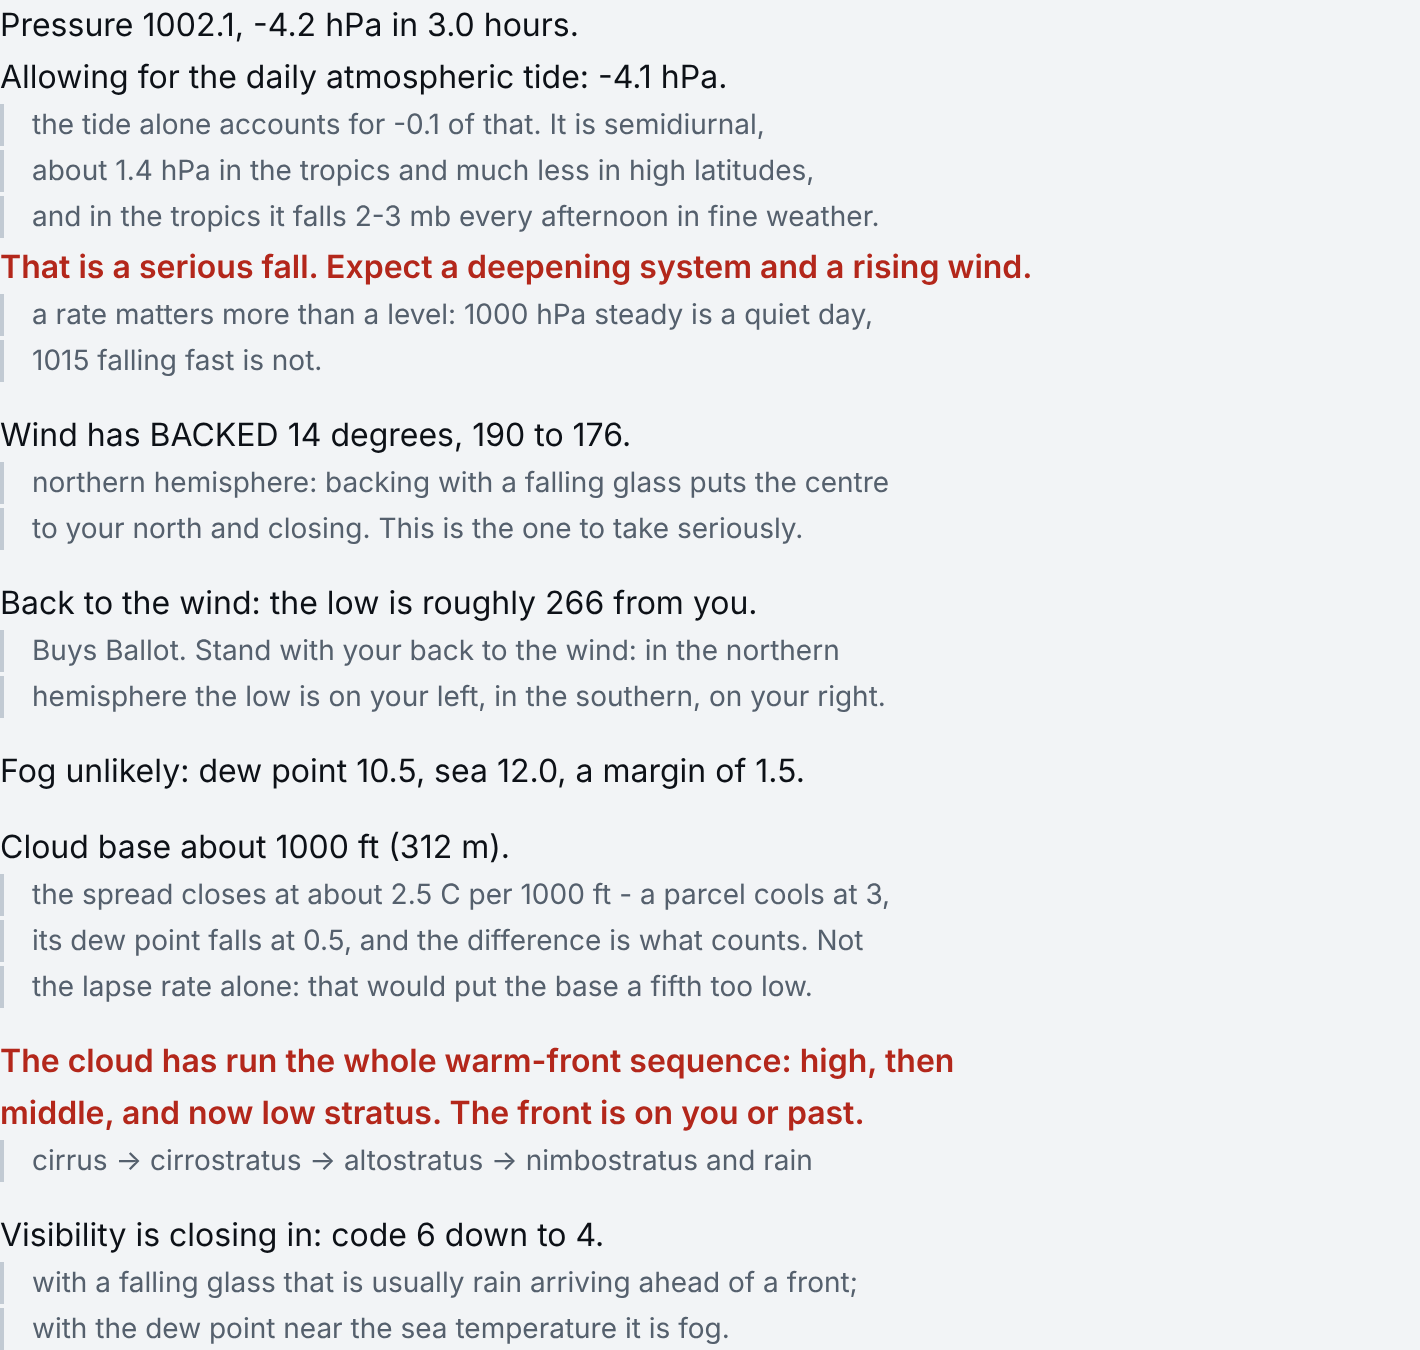 Pressure 1002.1, -4.2 hPa in 3.0 hours.
Allowing for the daily atmospheric tide: -4.1 hPa.
the tide alone accounts for -0.1 of that. It is semidiurnal,
about 1.4 hPa in the tropics and much less in high latitudes,
and in the tropics it falls 2-3 mb every afternoon in fine weather.
That is a serious fall. Expect a deepening system and a rising wind.
a rate matters more than a level: 1000 hPa steady is a quiet day,
1015 falling fast is not.
Wind has BACKED 14 degrees, 190 to 176.
northern hemisphere: backing with a falling glass puts the centre
to your north and closing. This is the one to take seriously.
Back to the wind: the low is roughly 266 from you.
Buys Ballot. Stand with your back to the wind: in the northern
hemisphere the low is on your left, in the southern, on your right.
Fog unlikely: dew point 10.5, sea 12.0, a margin of 1.5.
Cloud base about 1000 ft (312 m).
the spread closes at about 2.5 C per 1000 ft - a parcel cools at 3,
its dew point falls at 0.5, and the difference is what counts. Not
the lapse rate alone: that would put the base a fifth too low.
The cloud has run the whole warm-front sequence: high, then
middle, and now low stratus. The front is on you or past.
cirrus → cirrostratus → altostratus → nimbostratus and rain
Visibility is closing in: code 6 down to 4.
with a falling glass that is usually rain arriving ahead of a front;
with the dew point near the sea temperature it is fog.